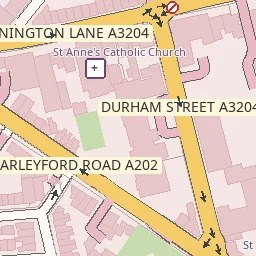 NINGTON LANE A3204
St Anne's Catholic Church
DURHAM STREET A3204
ARLEYFORD ROAD A202
St